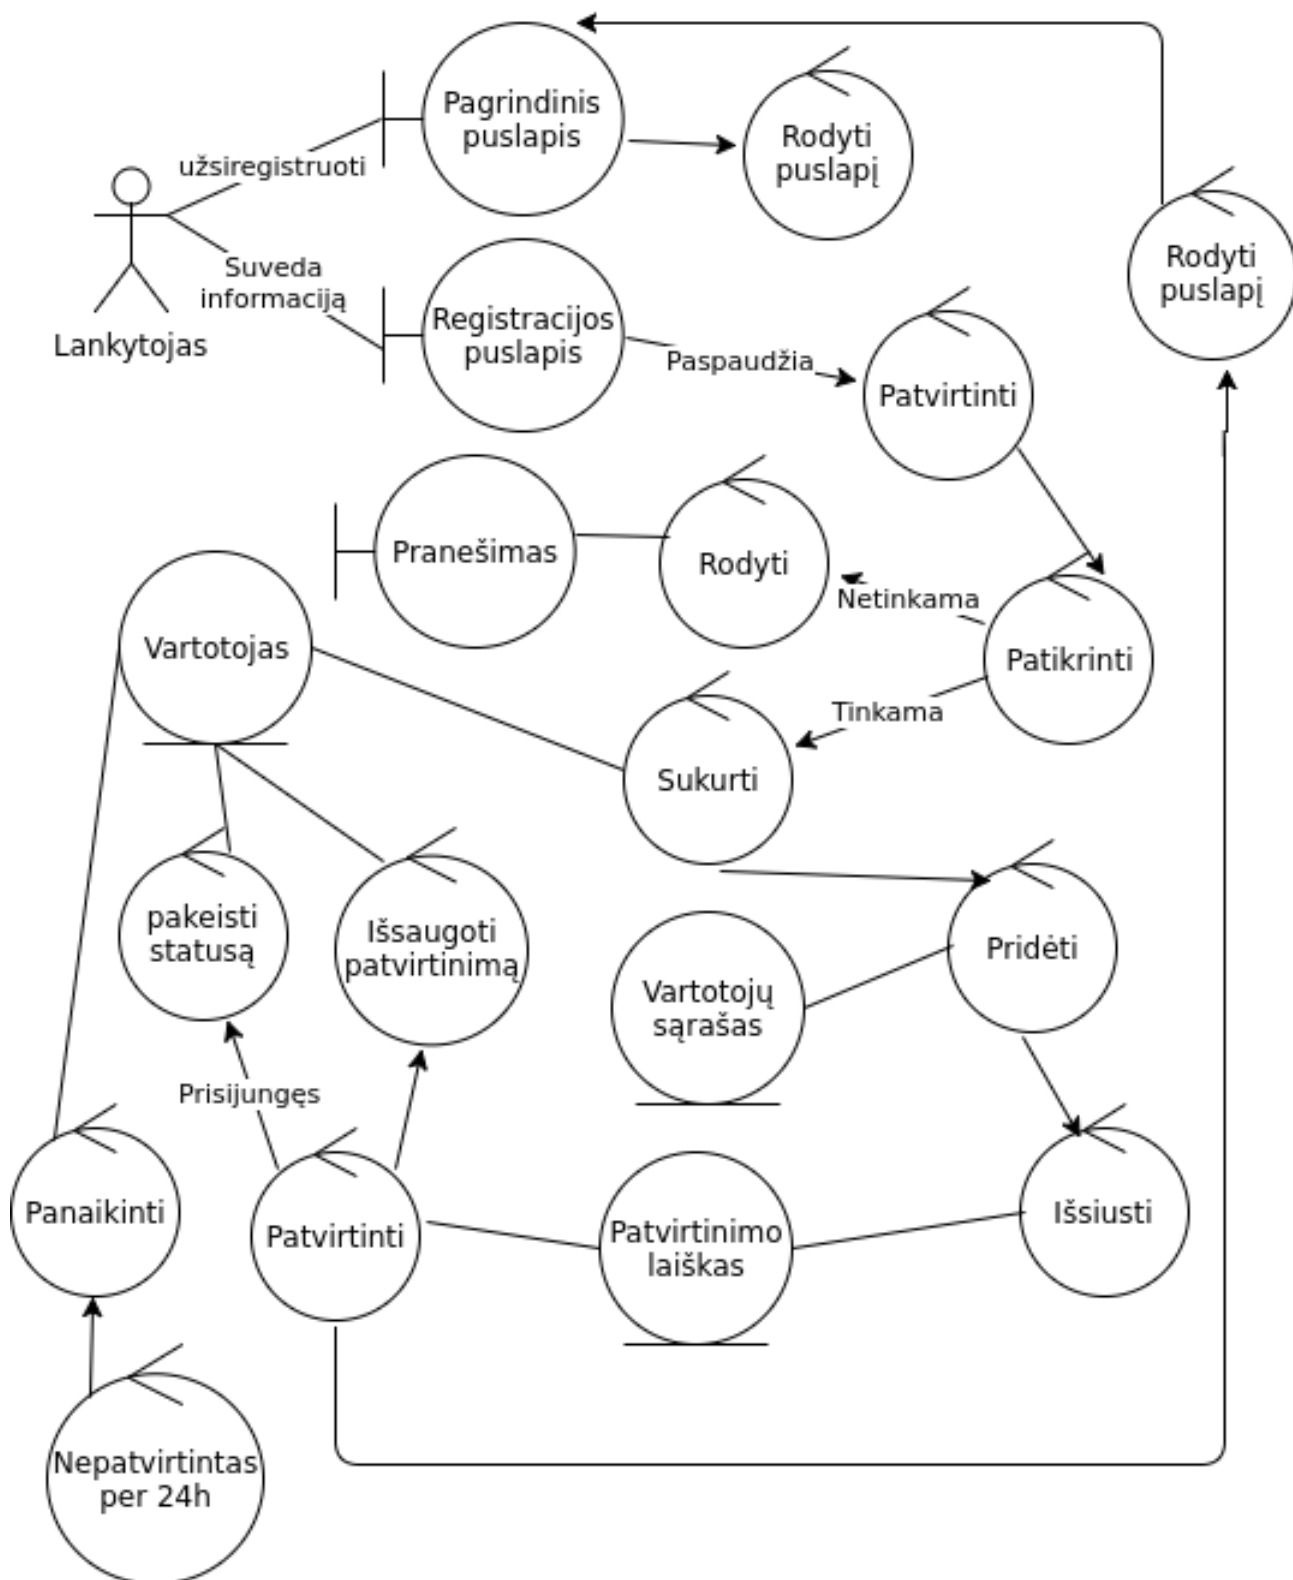 Pagrindinis
puslapis
Rodyti
puslapį
užsiregistruoti
Rodyti
puslapį
Suveda
informaciją
Lankytojas
Registracijos
puslapis
Paspaudžia
Patvirtinti
Pranešimas
Rodyti
Netinkama
Vartotojas
Patikrinti
Tinkama
Sukurti
pakeisti
statusą
Išsaugoti
patvirtinimą
Pridėti
Vartotojų
sąrašas
Prisijungęs
Panaikinti
Patvirtinti
Patvirtinimo
laiškas
Išsiusti
Nepatvirtintas
per 24h